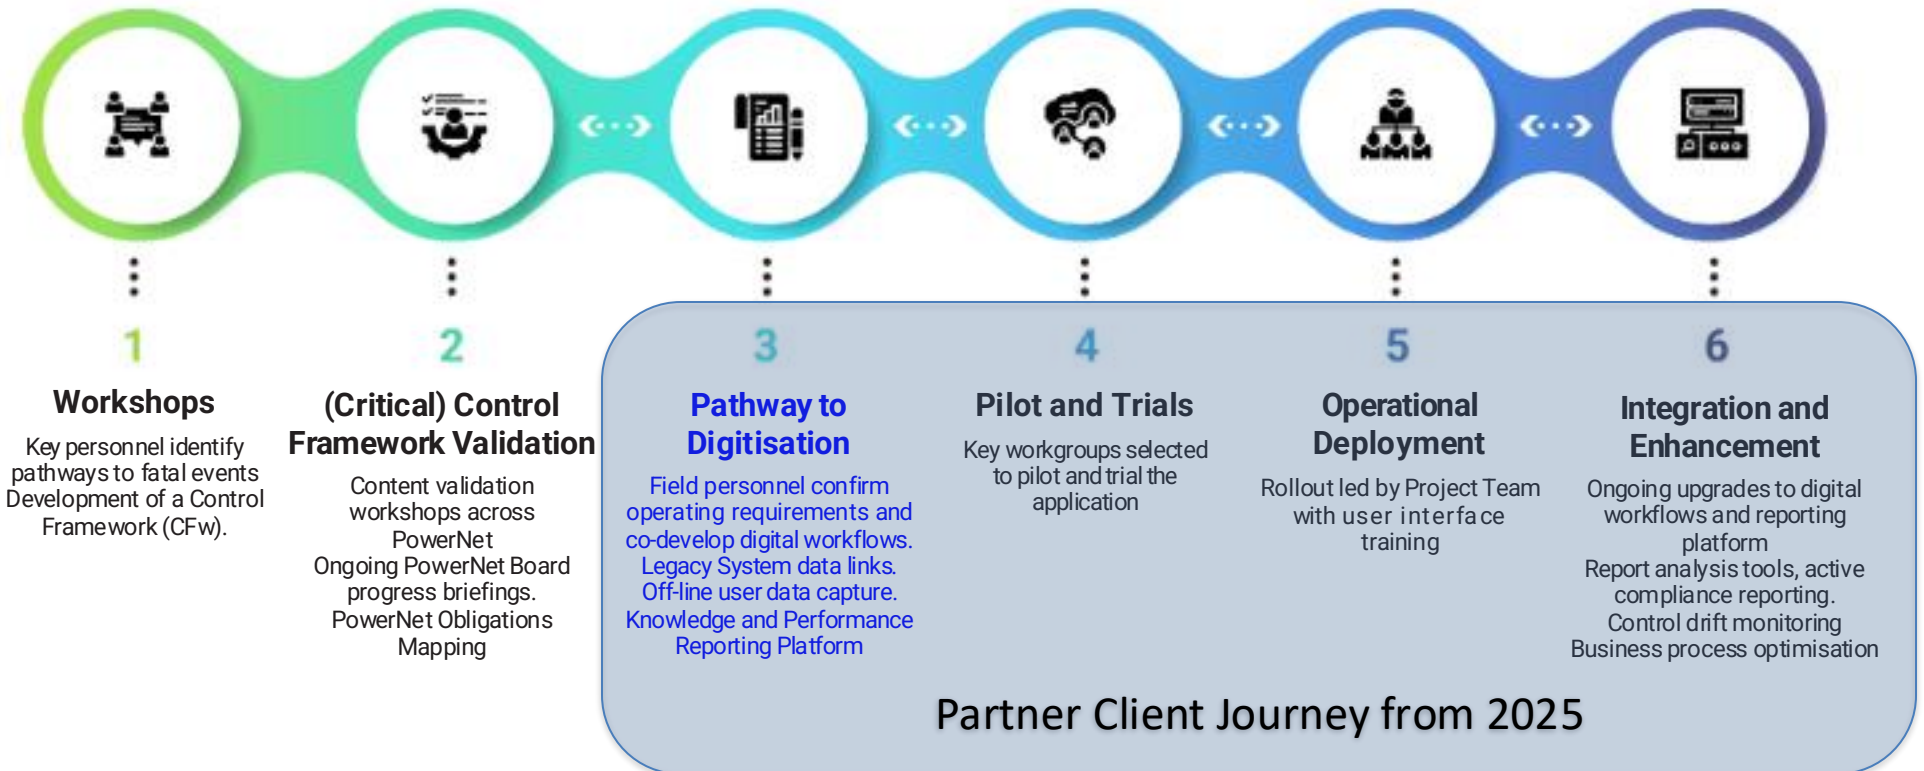 1
Workshops
Key personnel identify
pathways to fatal events
Development of a Control
Framework (CFw).
2
(Critical) Control
Framework Validation
Content validation
workshops across
PowerNet
Ongoing PowerNet Board
progress briefings.
PowerNet Obligations
Mapping
3
Pathway to
Digitisation
Field personnel confirm
operating requirements and
co-develop digital workflows.
Legacy System data links.
Off-line user data capture.
Knowledge and Performance
Reporting Platform
4
Pilot and Trials
Key workgroups selected
to pilot and trial the
application
5
Operational
Deployment
Rollout led by Project Team
with user interface
training
6
Integration and
Enhancement
Ongoing upgrades to digital
workflows and reporting
platform
Report analysis tools, active
compliance reporting.
Control drift monitoring
Business process optimisation
Partner Client Journey from 2025